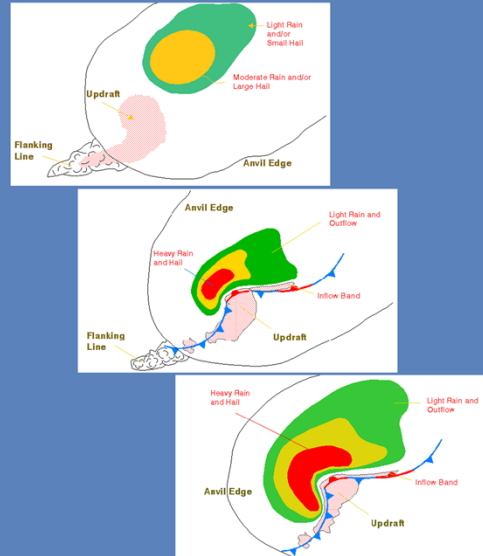 Light Rain
and/or
Small Hail
Moderate Rain and/or
Large Hail
Updraft
Flanking
Line
Anvil Edge
Anvil Edge
Light Rain and
Outflow
Heavy Rain
and Hail
Inflow Band
Updraft
Flanking
Line
Heavy Rain
and Hail
Light Rain and
Outflow
Inflow Band
Anvil Edge
Updraft